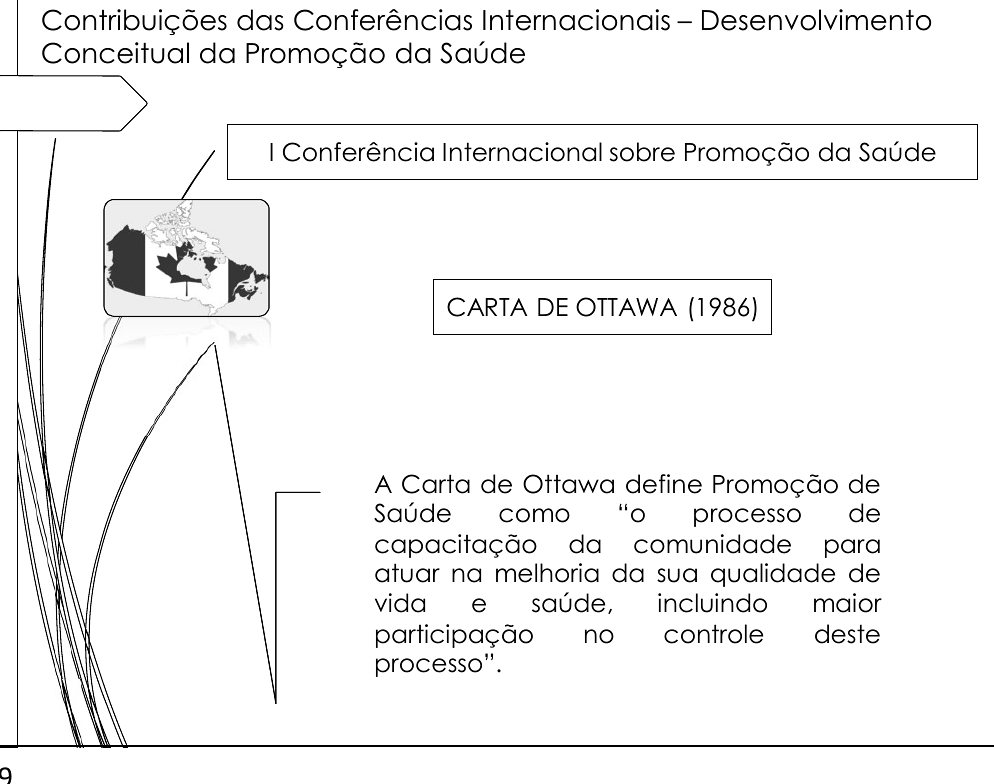 Contribuições das Conferências Internacionais – Desenvolvimento
Conceitual da Promoção da Saúde
I Conferência Internacional sobre Promoção da Saúde
CARTA DE OTTAWA (1986)
A Carta de Ottawa define Promoção de
Saúde como “o processo de
capacitação da comunidade para
atuar na melhoria da sua qualidade de
vida e saúde, incluindo maior
participação no controle deste
processo”.
9